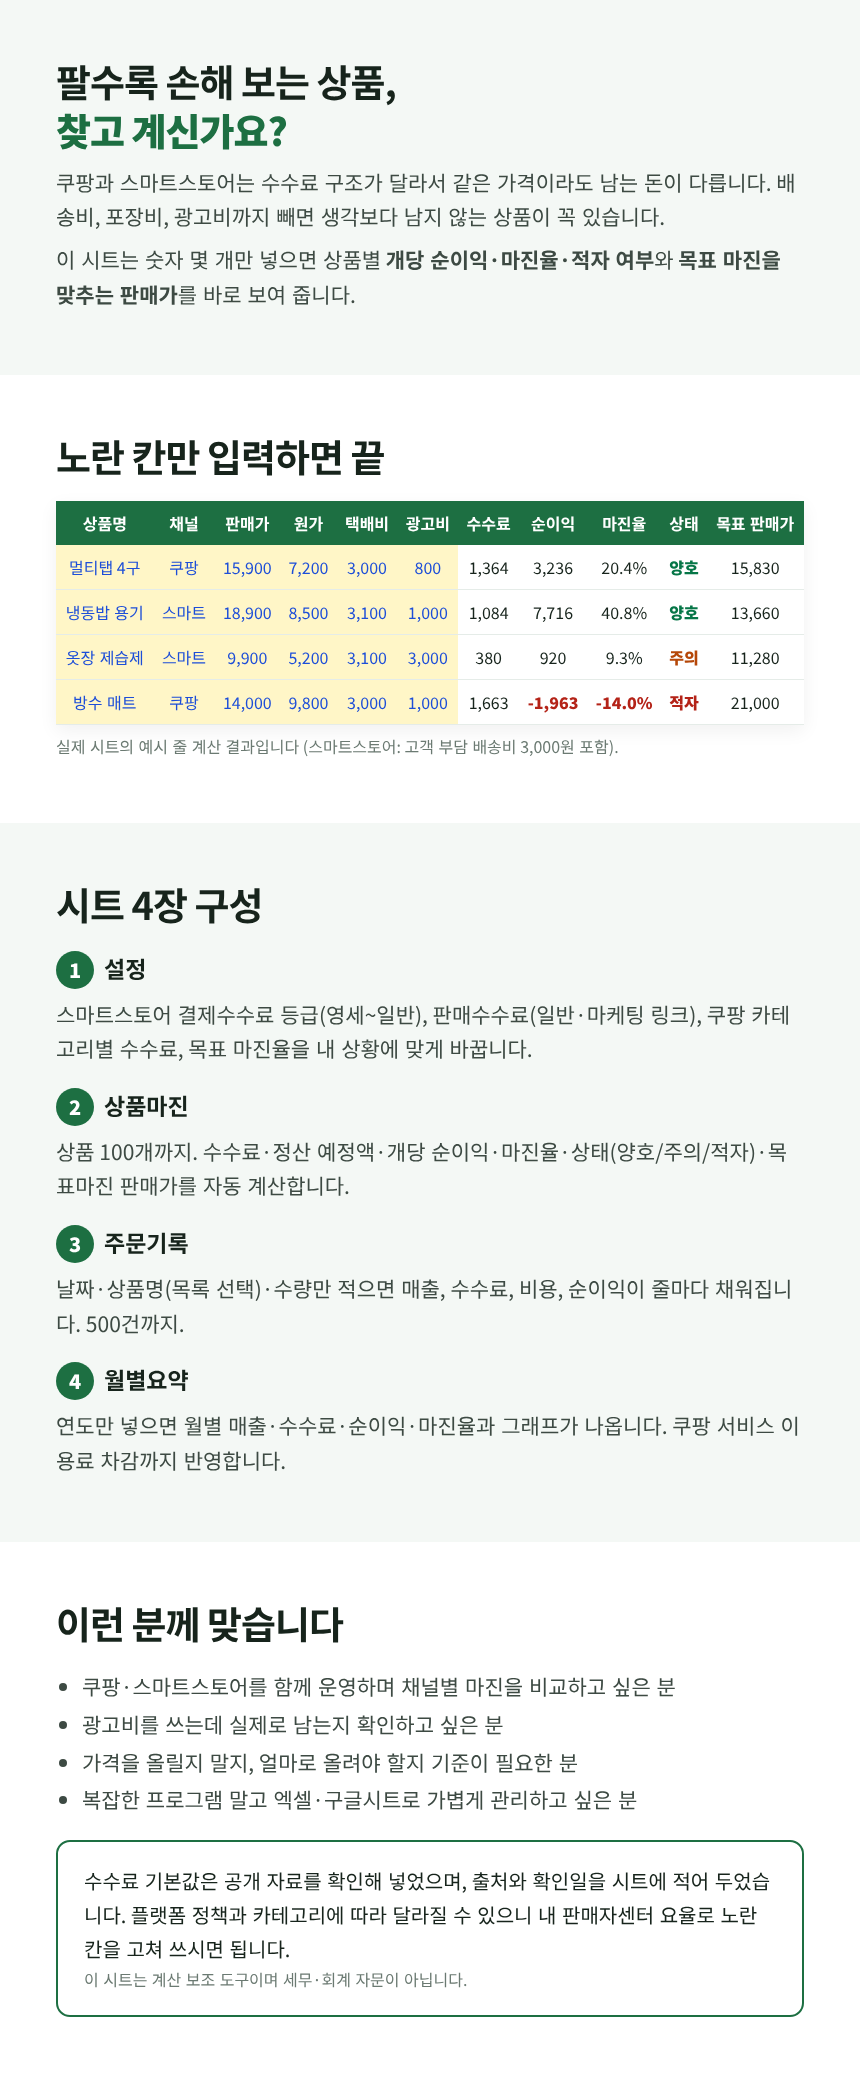 팔수록 손해 보는 상품,
찾고 계신가요?
쿠팡과 스마트스토어는 수수료 구조가 달라서 같은 가격이라도 남는 돈이 다릅니다. 배
송비, 포장비, 광고비까지 빼면 생각보다 남지 않는 상품이 꼭 있습니다.
이 시트는 숫자 몇 개만 넣으면 상품별 개당 순이익·마진율·적자 여부와 목표 마진을
맞추는 판매가를 바로 보여 줍니다.
노란 칸만 입력하면 끝
상품명 채널 판매가 원가 택배비 광고비 수수료 순이익 마진율 상태 목표 판매가
멀티탭 4구 쿠팡 15,900 7,200 3,000 800 1,364 3,236 20.4% 양호 15,830
냉동밥 용기 스마트 18,900 8,500 3,100 1,000 1,084 7,716 40.8% 양호 13,660
옷장 제습제 스마트 9,900 5,200 3,100 3,000 380 920 9.3% 주의 11,280
방수 매트 쿠팡 14,000 9,800 3,000 1,000 1,663 -1,963 -14.0% 적자 21,000
실제 시트의 예시 줄 계산 결과입니다 (스마트스토어: 고객 부담 배송비 3,000원 포함).
시트 4장 구성
1 설정
스마트스토어 결제수수료 등급(영세~일반), 판매수수료(일반·마케팅 링크), 쿠팡 카테
고리별 수수료, 목표 마진율을 내 상황에 맞게 바꿉니다.
2 상품마진
상품 100개까지. 수수료·정산 예정액·개당 순이익·마진율·상태(양호/주의/적자)·목
표마진 판매가를 자동 계산합니다.
3 주문기록
날짜·상품명(목록 선택)·수량만 적으면 매출, 수수료, 비용, 순이익이 줄마다 채워집니
다. 500건까지.
4 월별요약
연도만 넣으면 월별 매출·수수료·순이익·마진율과 그래프가 나옵니다. 쿠팡 서비스 이
용료 차감까지 반영합니다.
이런 분께 맞습니다
• 쿠팡·스마트스토어를 함께 운영하며 채널별 마진을 비교하고 싶은 분
• 광고비를 쓰는데 실제로 남는지 확인하고 싶은 분
• 가격을 올릴지 말지, 얼마로 올려야 할지 기준이 필요한 분
• 복잡한 프로그램 말고 엑셀·구글시트로 가볍게 관리하고 싶은 분
수수료 기본값은 공개 자료를 확인해 넣었으며, 출처와 확인일을 시트에 적어 두었습
니다. 플랫폼 정책과 카테고리에 따라 달라질 수 있으니 내 판매자센터 요율로 노란
칸을 고쳐 쓰시면 됩니다.
이 시트는 계산 보조 도구이며 세무·회계 자문이 아닙니다.